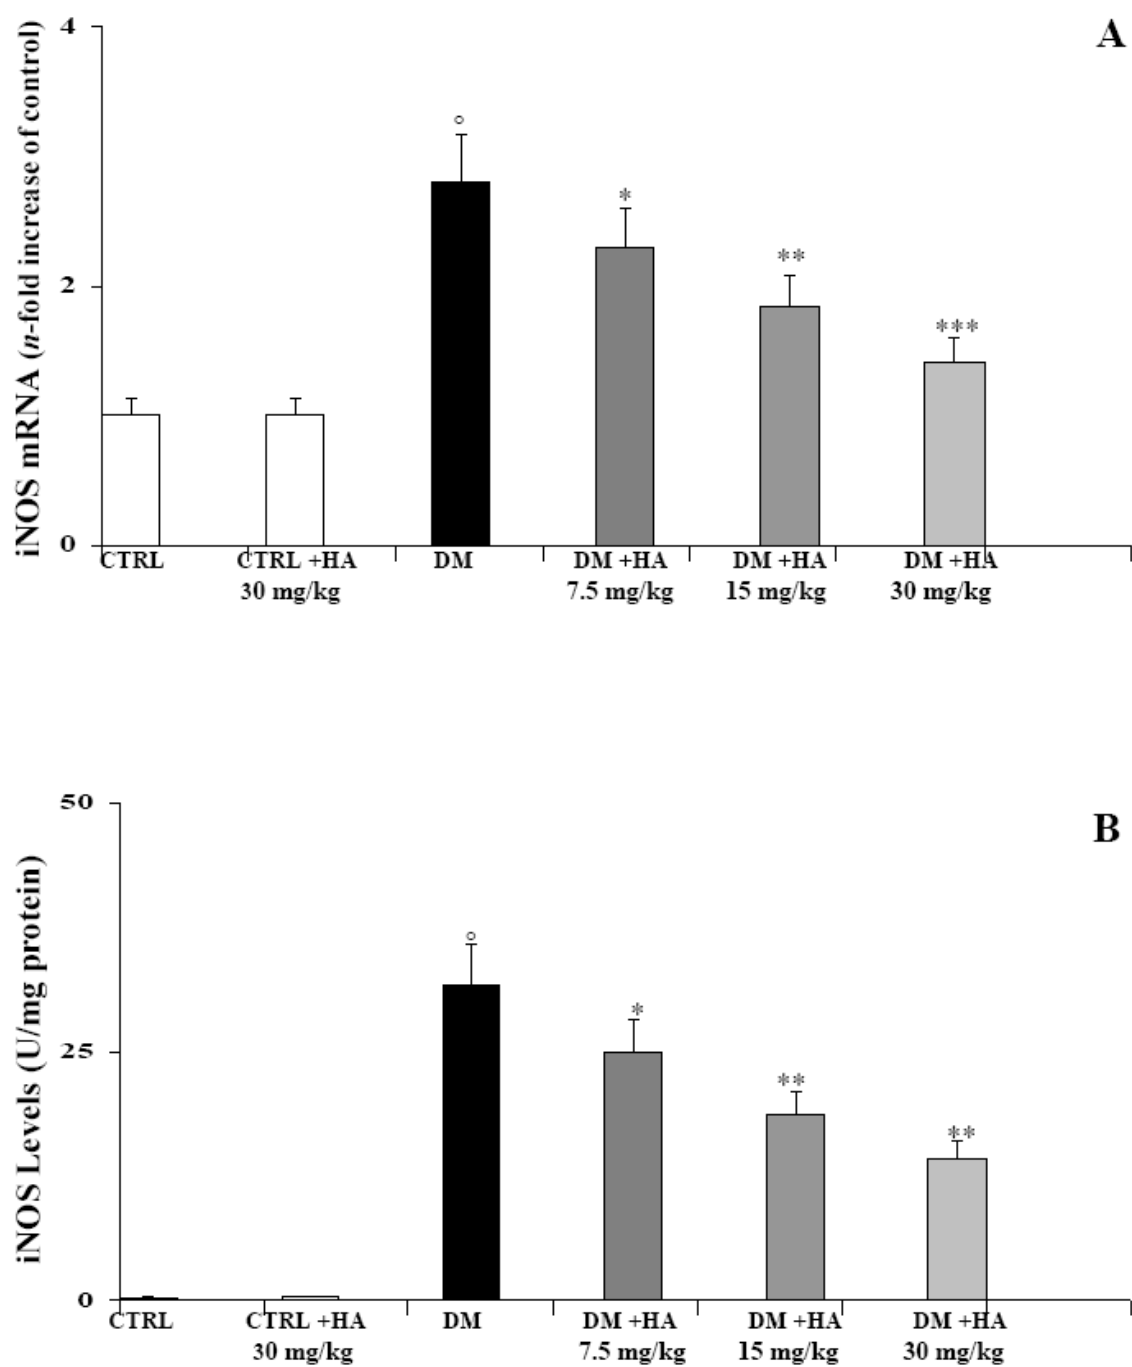 A
iNOS mRNA (n-fold increase of control)
4
2
0
°
*
**
***
CTRL CTRL +HA DM DM +HA DM +HA DM +HA
30 mg/kg 7.5 mg/kg 15 mg/kg 30 mg/kg
B
iNOS Levels (U/mg protein)
50
25
0
°
*
**
**
CTRL CTRL +HA DM DM +HA DM +HA DM +HA
30 mg/kg 7.5 mg/kg 15 mg/kg 30 mg/kg